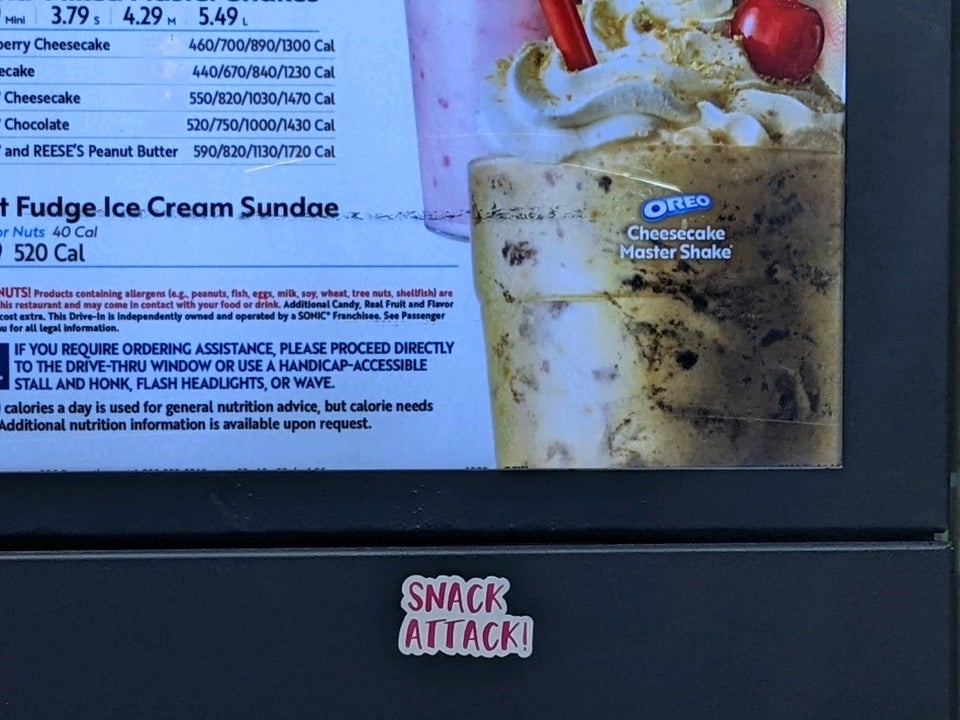 Mini 3.79 S 4.29 M 5.49 L
berry Cheesecake 460/700/890/1300 Cal
ecake 440/670/840/1230 Cal
Cheesecake 550/820/1030/1470 Cal
Chocolate 520/750/1000/1430 Cal
and REESE'S Peanut Butter 590/820/1130/1720 Cal
t Fudge Ice Cream Sundae
or Nuts 40 Cal
520 Cal
NUTS! Products containing allergens (e.g., peanuts, fish, eggs, milk, soy, wheat, tree nuts, shellfish) are
his restaurant and may come in contact with your food or drink. Additional Candy, Real Fruit and Flavor
cost extra. This Drive-In is independently owned and operated by a SONIC® Franchisee. See Passenger
u for all legal information.
IF YOU REQUIRE ORDERING ASSISTANCE, PLEASE PROCEED DIRECTLY
TO THE DRIVE-THRU WINDOW OR USE A HANDICAP-ACCESSIBLE
STALL AND HONK, FLASH HEADLIGHTS, OR WAVE.
calories a day is used for general nutrition advice, but calorie needs
Additional nutrition information is available upon request.
OREO
Cheesecake
Master Shake
SNACK
ATTACK!